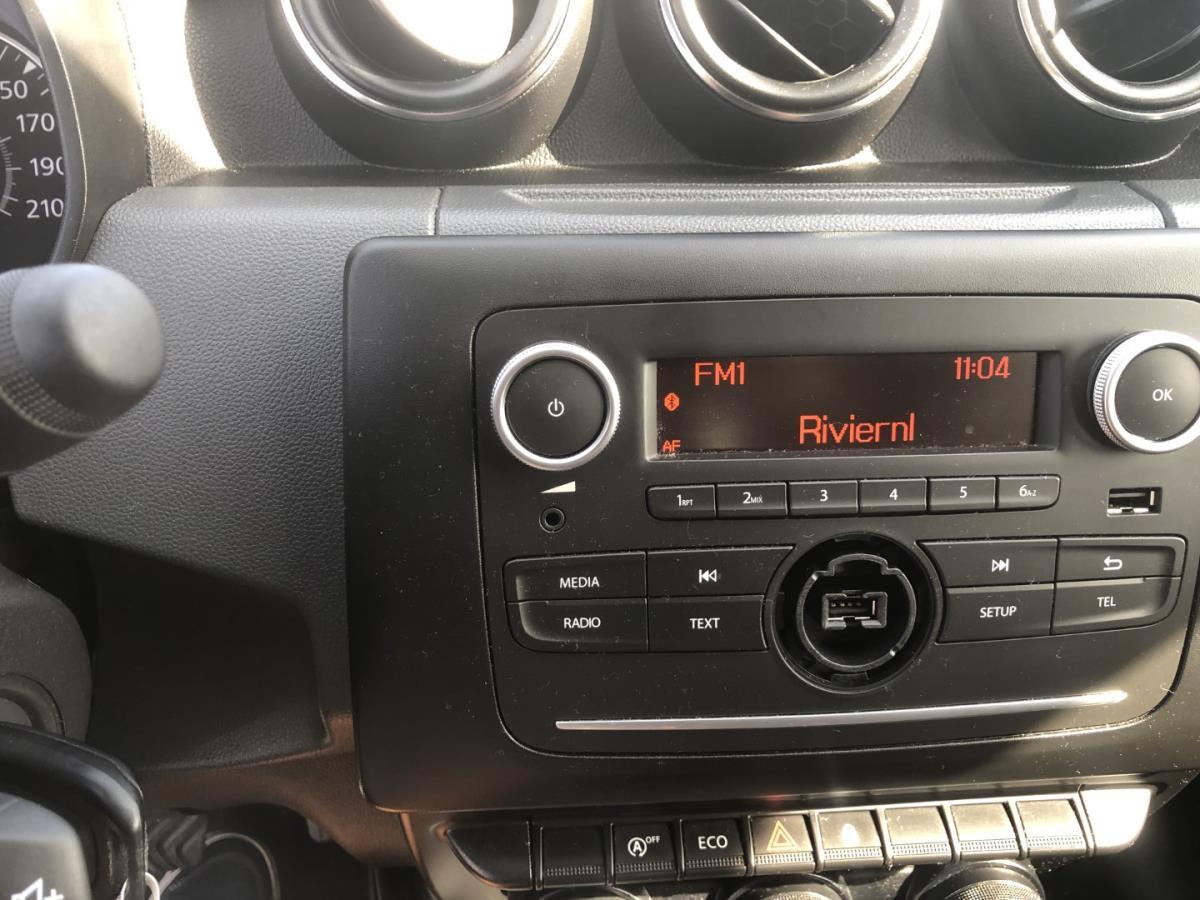 50
170
190
210
FM1
11:04
AF
Riviernl
OK
1RPT
2MIX
3
4
5
6A-Z
MEDIA
RADIO
TEXT
SETUP
TEL
A OFF
ECO